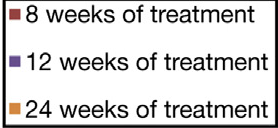 8 weeks of treatment
12 weeks of treatment
24 weeks of treatment